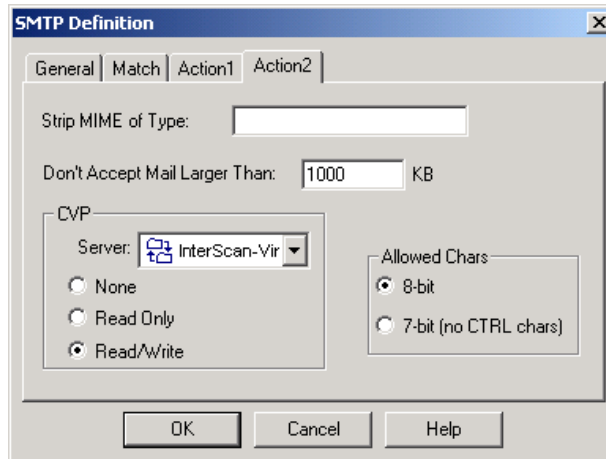 SMTP Definition
General Match Action1 Action2
Strip MIME of Type:
Don't Accept Mail Larger Than: 1000 KB
CVP
Server: InterScan-Vir
None
Read Only
Read/Write
Allowed Chars
8-bit
7-bit (no CTRL chars)
OK Cancel Help